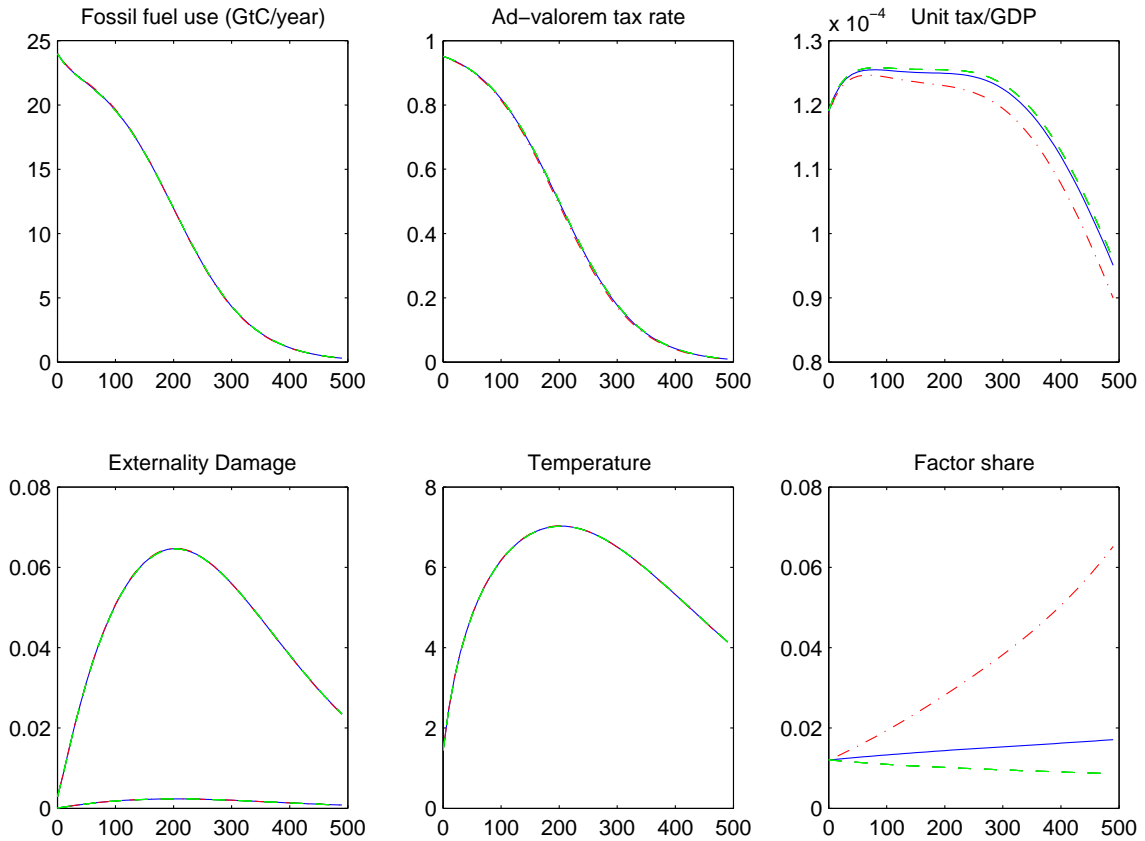 Fossil fuel use (GtC/year)
25
20
15
10
5
0
0 100 200 300 400 500
Ad−valorem tax rate
1
0.8
0.6
0.4
0.2
0
0 100 200 300 400 500
Unit tax/GDP
x 10−4
1.3
1.2
1.1
1
0.9
0.8
0 100 200 300 400 500
Externality Damage
0.08
0.06
0.04
0.02
0
0 100 200 300 400 500
Temperature
8
6
4
2
0
0 100 200 300 400 500
Factor share
0.08
0.06
0.04
0.02
0
0 100 200 300 400 500